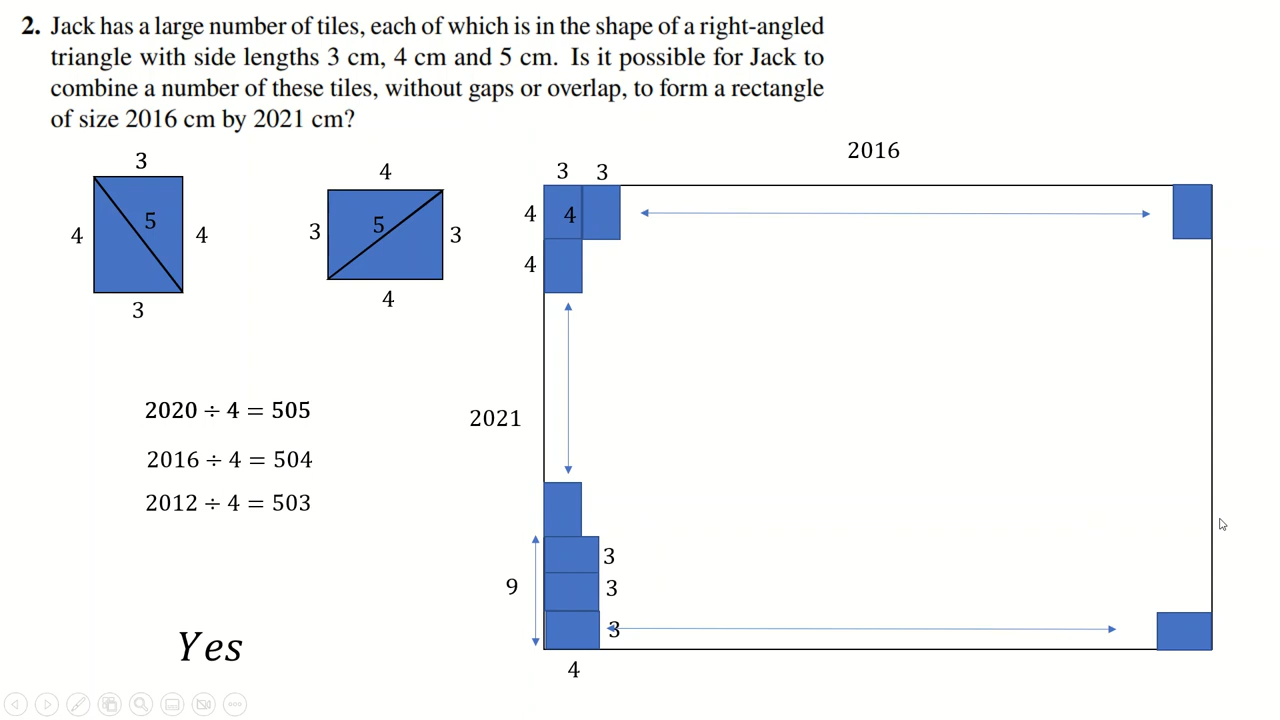 2. Jack has a large number of tiles, each of which is in the shape of a right-angled
triangle with side lengths 3 cm, 4 cm and 5 cm. Is it possible for Jack to
combine a number of these tiles, without gaps or overlap, to form a rectangle
of size 2016 cm by 2021 cm?
3
4
5
4
3
4
3
5
3
4
2016
3 3
4 4
4
2021
9
3
3
3
4
2020 ÷ 4 = 505
2016 ÷ 4 = 504
2012 ÷ 4 = 503
Yes